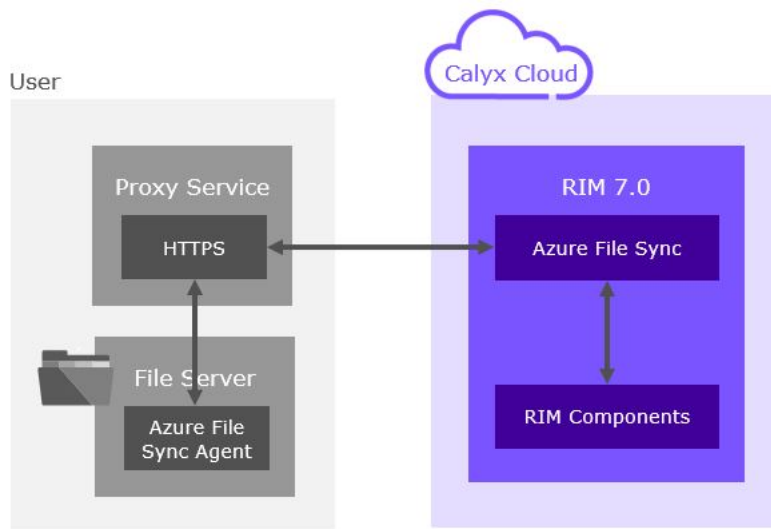 User
Calyx Cloud
Proxy Service
HTTPS
File Server
Azure File
Sync Agent
RIM 7.0
Azure File Sync
RIM Components